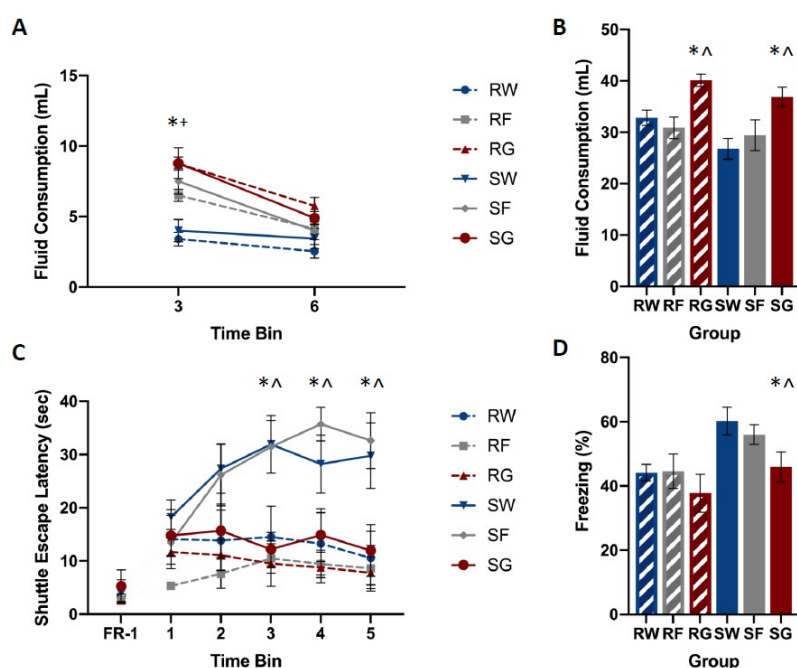 A
Fluid Consumption (mL)
15
10
5
0
*+
3
6
Time Bin
RW
RF
RG
SW
SF
SG
B
Fluid Consumption (mL)
50
40
30
20
10
0
*^
*^
RW RF RG SW SF SG
Group
C
Shuttle Escape Latency (sec)
40
30
20
10
0
*^ *^ *^
FR-1 1 2 3 4 5
Time Bin
RW
RF
RG
SW
SF
SG
D
Freezing (%)
80
60
40
20
0
*^
RW RF RG SW SF SG
Group